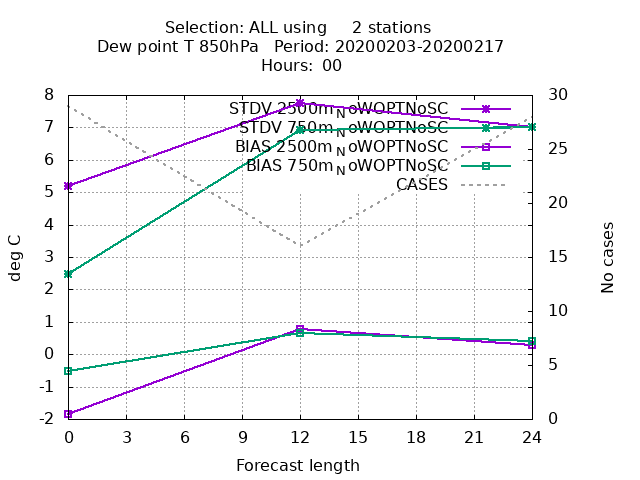 Selection: ALL using     2 stations
Dew point T 850hPa   Period: 20200203-20200217
Hours:  00
STDV 2500m_NoWOPTNoSC
STDV 750m_NoWOPTNoSC
BIAS 2500m_NoWOPTNoSC
BIAS 750m_NoWOPTNoSC
CASES
8
7
6
5
4
3
2
1
0
-1
-2
deg C
30
25
20
15
10
5
0
No cases
0 3 6 9 12 15 18 21 24
Forecast length